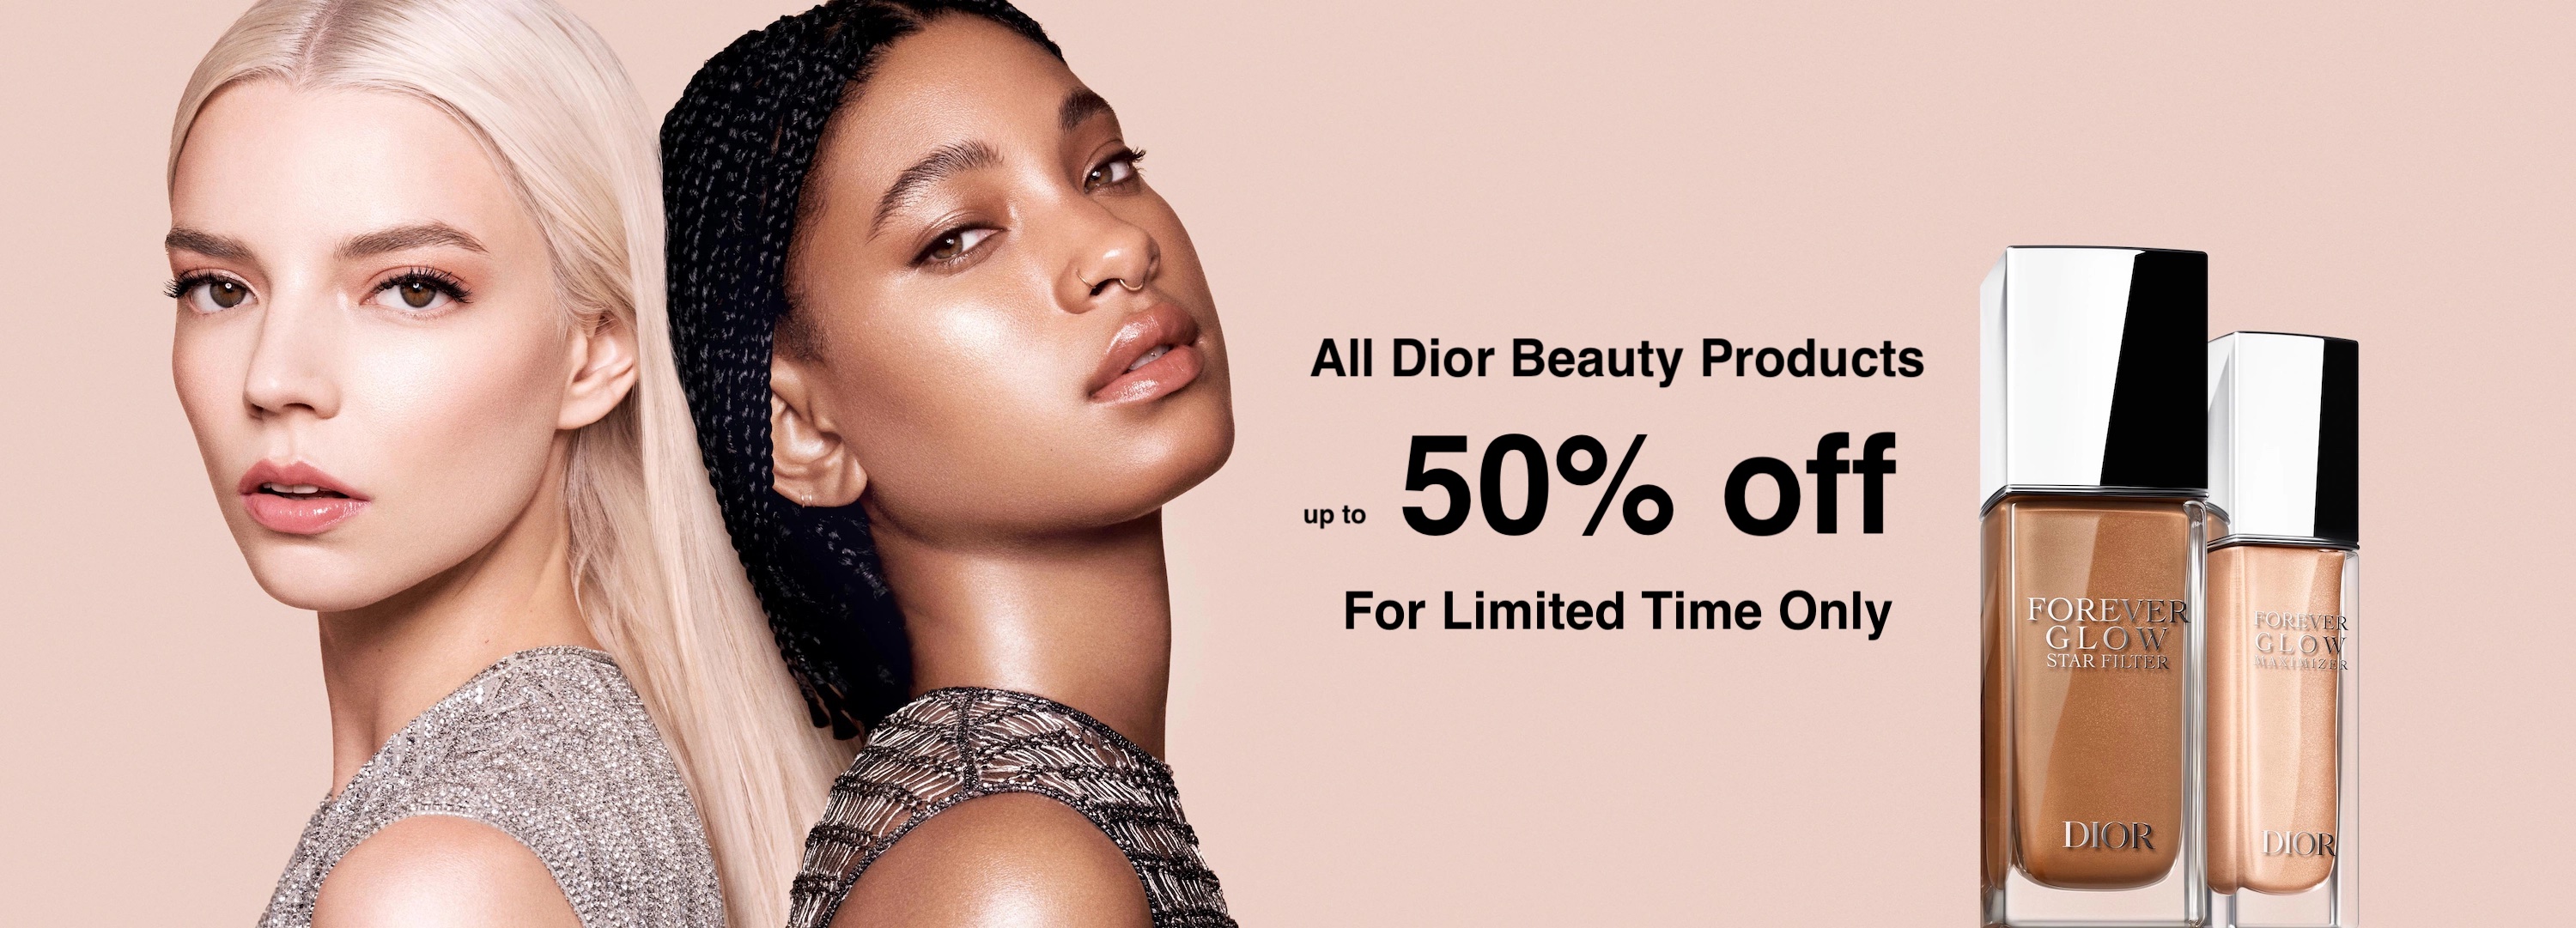 All Dior Beauty Products
up to 50% off
For Limited Time Only
FOREVER
GLOW
STAR FILTER
DIOR
FOREVER
GLOW
MAXIMIZER
DIOR